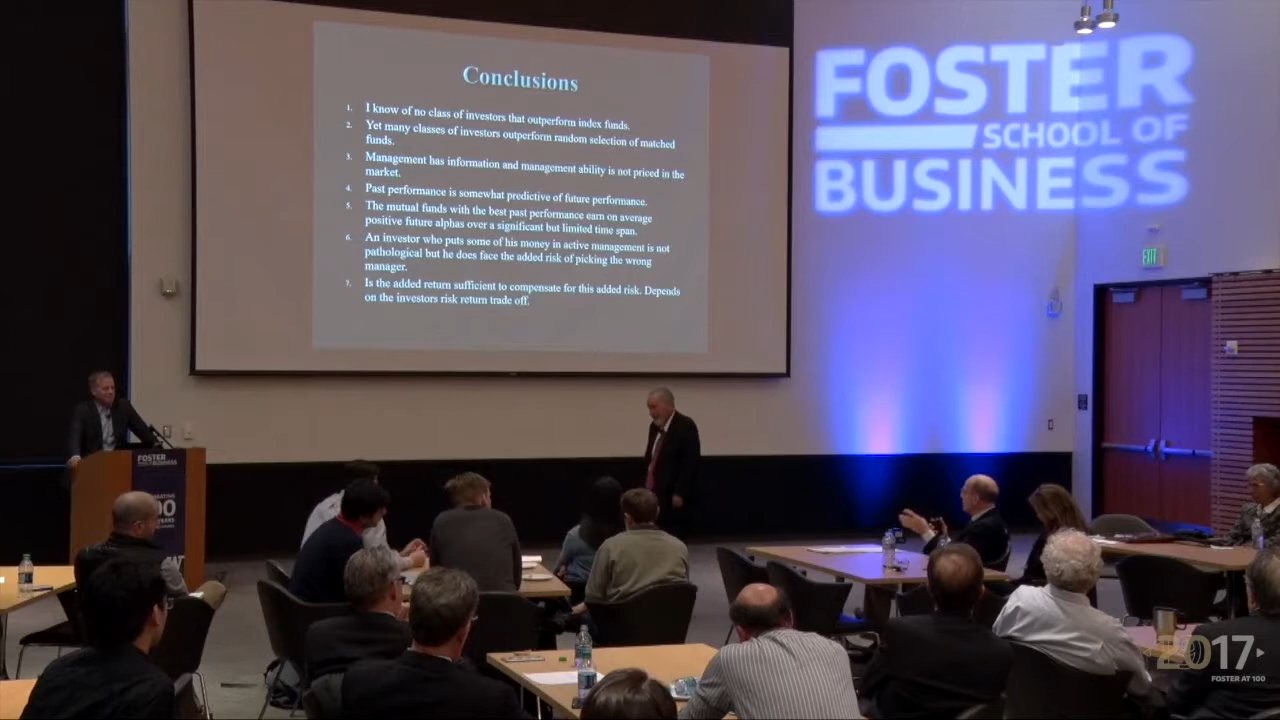 Conclusions
1. I know of no class of investors that outperform index funds.
2. Yet many classes of investors outperform random selection of matched
funds.
3. Management has information and management ability is not priced in the
market.
4. Past performance is somewhat predictive of future performance.
5. The mutual funds with the best past performance earn on average
positive future alphas over a significant but limited time span.
6. An investor who puts some of his money in active management is not
pathological but he does face the added risk of picking the wrong
manager.
7. Is the added return sufficient to compensate for this added risk. Depends
on the investors risk return trade off.
FOSTER
SCHOOL OF
BUSINESS
EXIT
FOSTER
BUSINESS
YEARS
2017
FOSTER AT 100